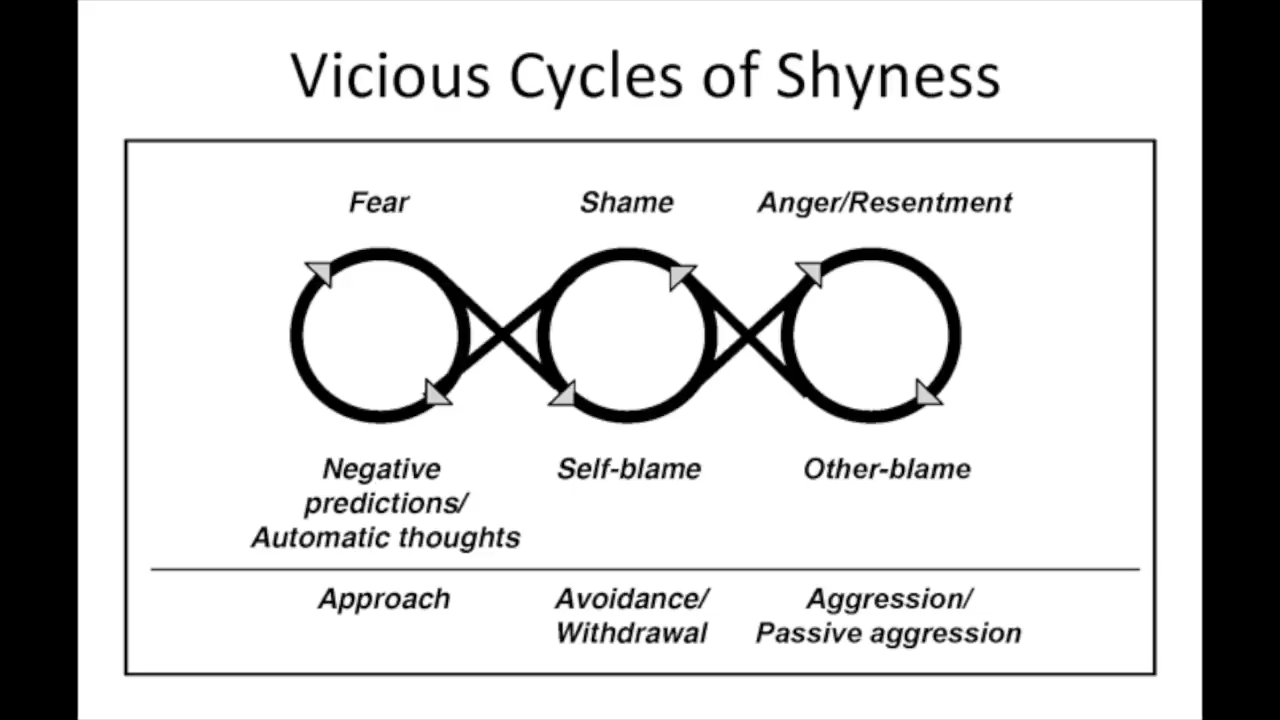 Vicious Cycles of Shyness
Fear
Shame
Anger/Resentment
Negative
predictions/
Automatic thoughts
Self-blame
Other-blame
Approach
Avoidance/
Withdrawal
Aggression/
Passive aggression